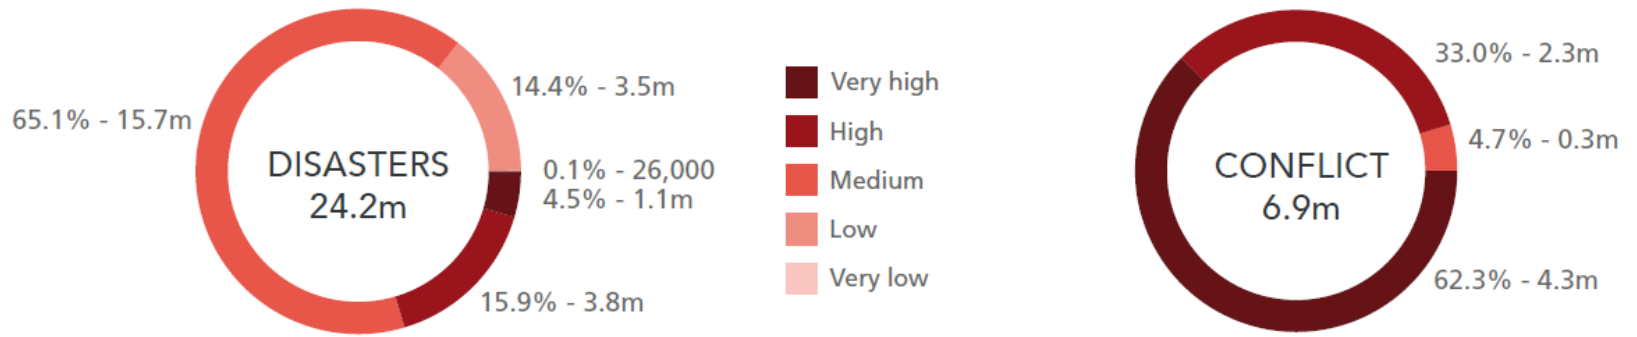 65.1% - 15.7m
DISASTERS
24.2m
14.4% - 3.5m
0.1% - 26,000
4.5% - 1.1m
15.9% - 3.8m
Very high
High
Medium
Low
Very low
CONFLICT
6.9m
33.0% - 2.3m
4.7% - 0.3m
62.3% - 4.3m